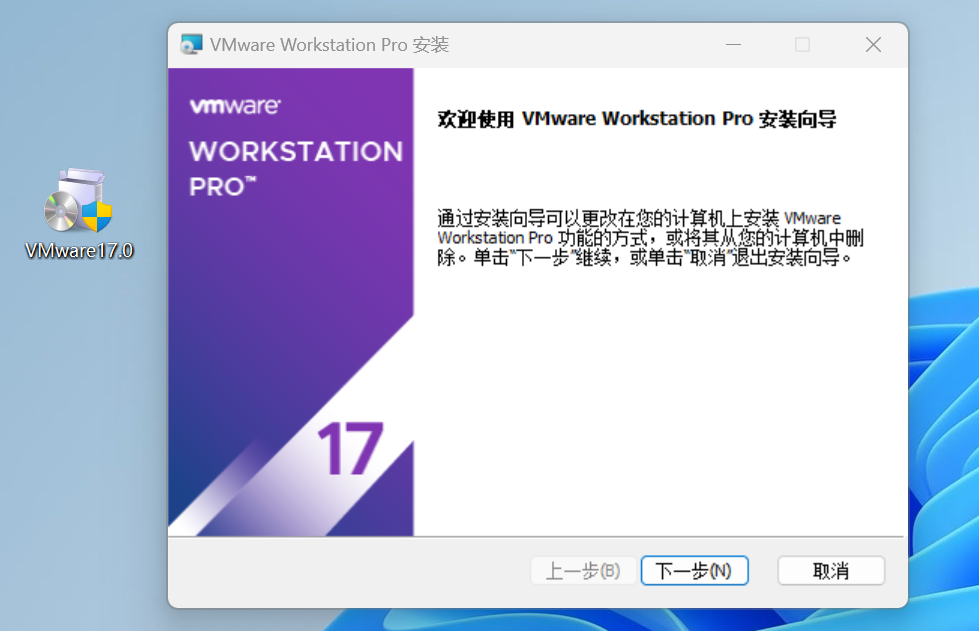 VMware Workstation Pro 安装
vmware
WORKSTATION
PRO™
17
欢迎使用 VMware Workstation Pro 安装向导
通过安装向导可以更改在您的计算机上安装 VMware
Workstation Pro 功能的方式，或将其从您的计算机中删
除。单击“下一步”继续，或单击“取消”退出安装向导。
VMware17.0
上一步(B)
下一步(N)
取消